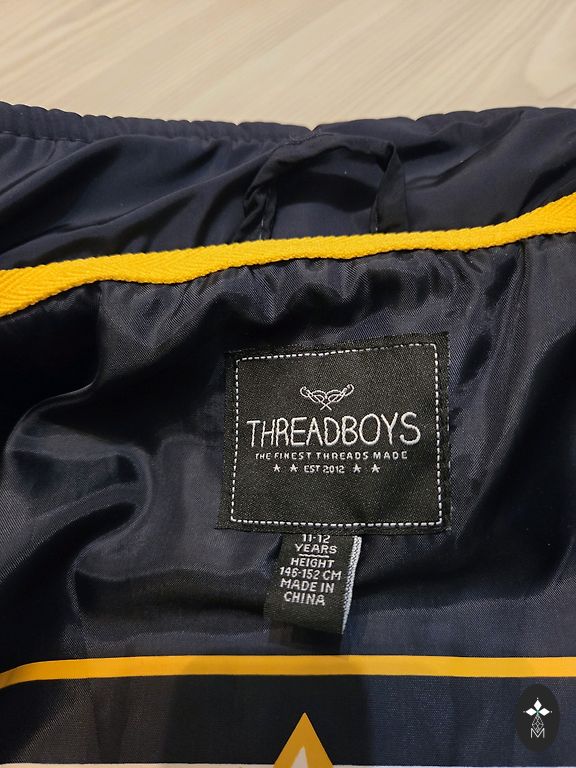 THREADBOYS
THE FINEST THREADS MADE
★ ★ EST 2012 ★ ★
11-12
YEARS
HEIGHT
146-152 CM
MADE IN
CHINA
M